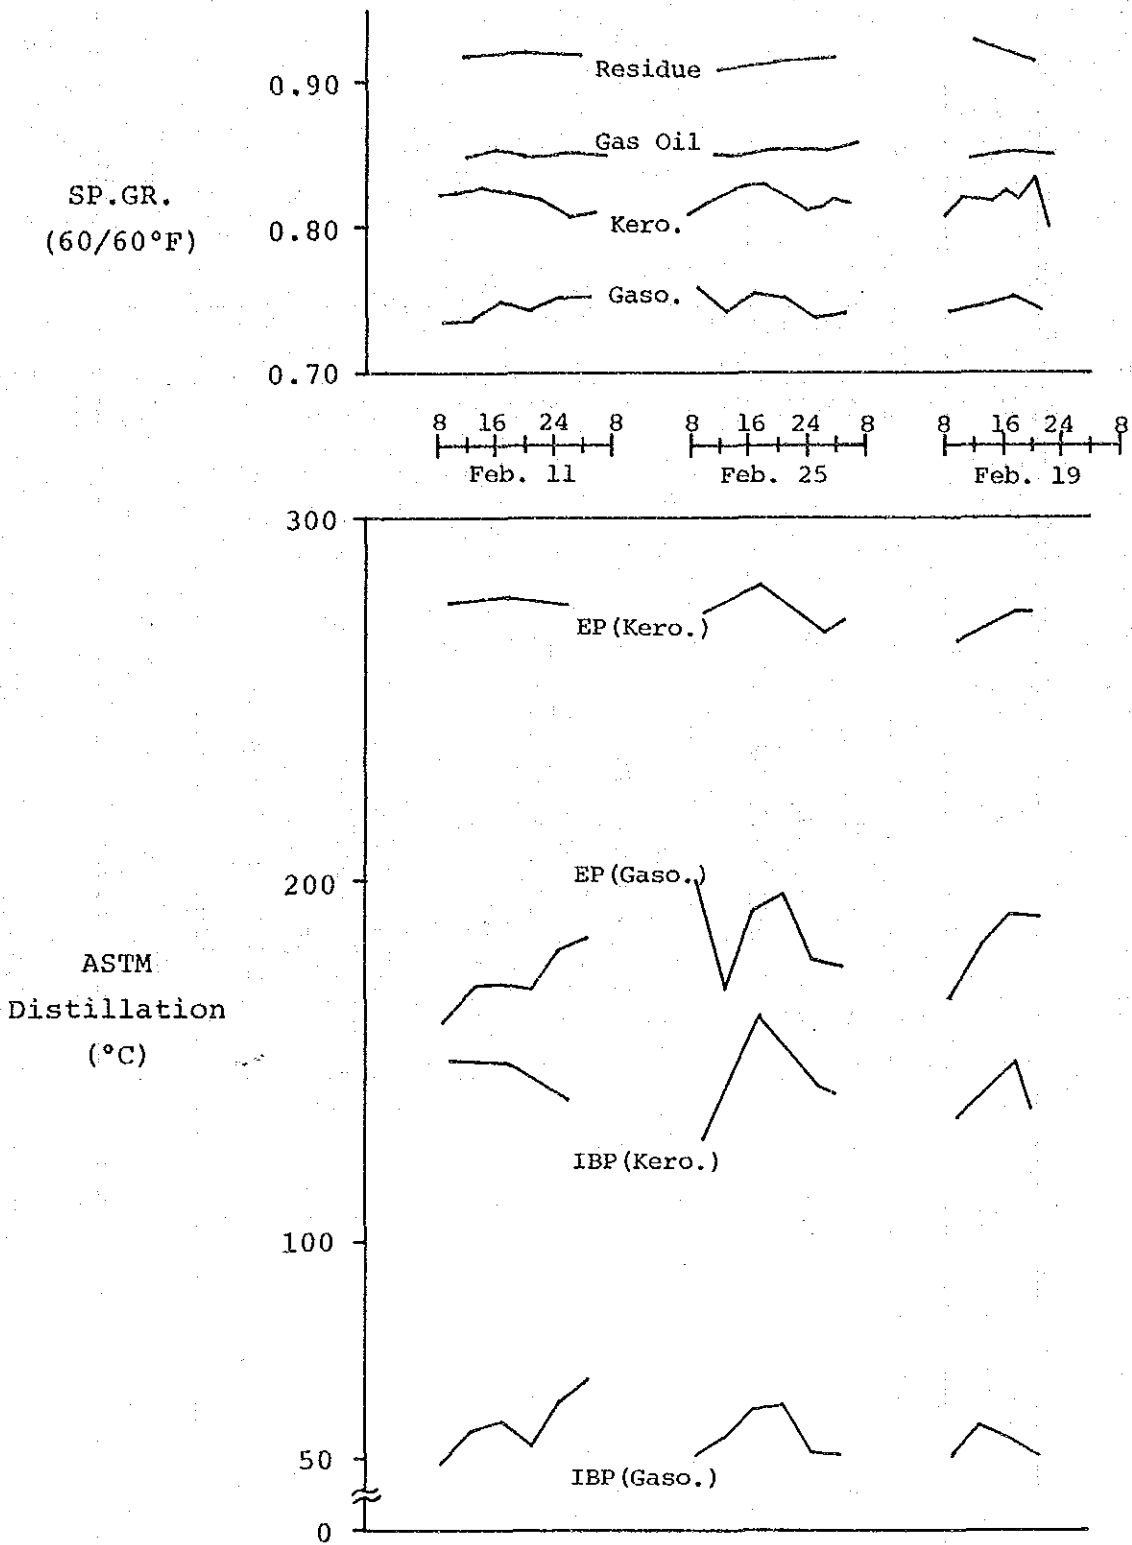 Residue
0.90
Gas Oil
SP.GR.
(60/60°F)
0.80
Kero.
Gaso.
0.70
8 16 24 8 8 16 24 8 8 16 24 8
Feb. 11 Feb. 25 Feb. 19
300
EP(Kero.)
EP(Gaso.)
200
ASTM
Distillation
(°C)
IBP(Kero.)
100
50
IBP(Gaso.)
0